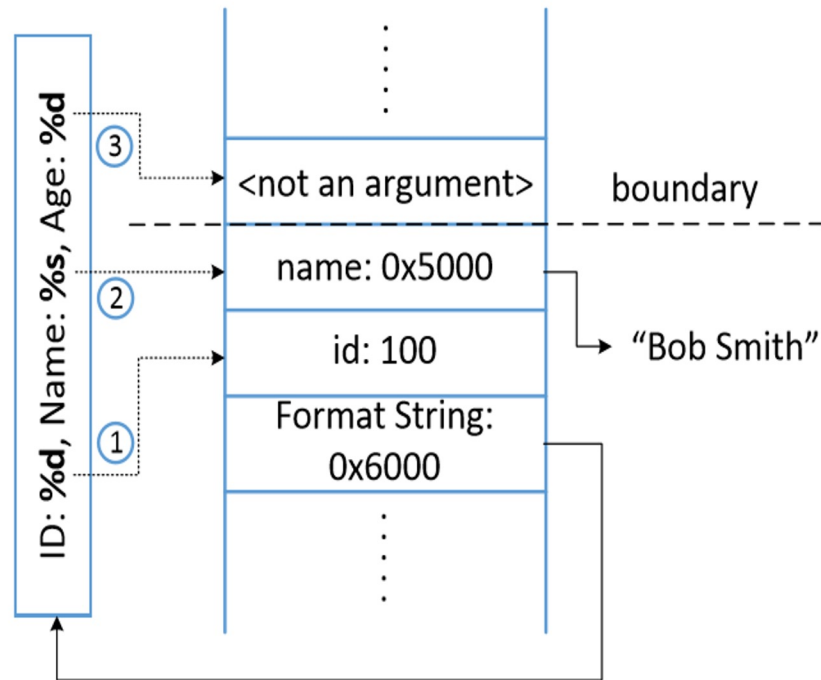 ID: %d, Name: %s, Age: %d
3
<not an argument>
boundary
2
name: 0x5000
"Bob Smith"
id: 100
1
Format String:
0x6000